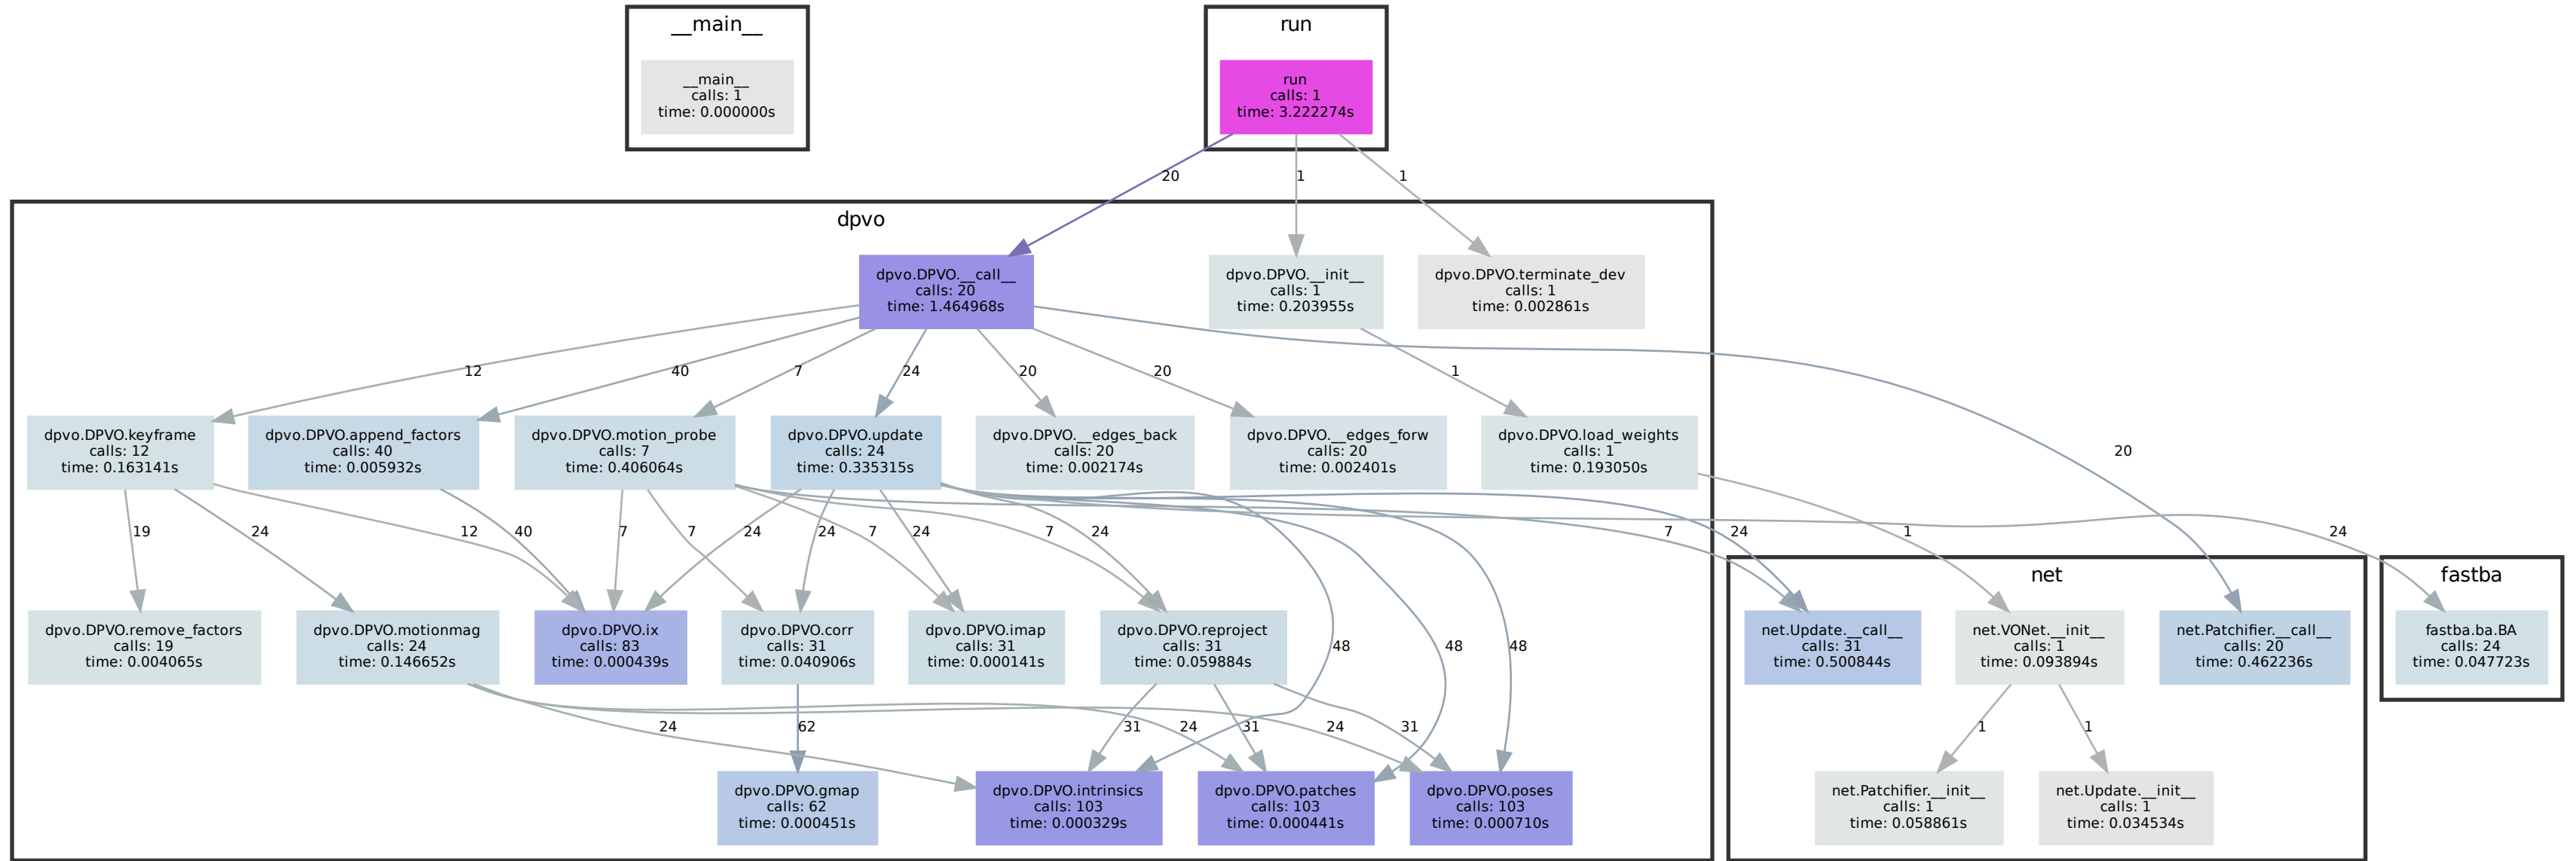 __main__
run
__main__
calls: 1
time: 0.000000s
run
calls: 1
time: 3.222274s
20
1
1
dpvo
dpvo.DPVO.__call__
calls: 20
time: 1.464968s
dpvo.DPVO.__init__
calls: 1
time: 0.203955s
dpvo.DPVO.terminate_dev
calls: 1
time: 0.002861s
12
40
7
24
20
20
1
20
dpvo.DPVO.keyframe
calls: 12
time: 0.163141s
dpvo.DPVO.append_factors
calls: 40
time: 0.005932s
dpvo.DPVO.motion_probe
calls: 7
time: 0.406064s
dpvo.DPVO.update
calls: 24
time: 0.335315s
dpvo.DPVO.__edges_back
calls: 20
time: 0.002174s
dpvo.DPVO.__edges_forw
calls: 20
time: 0.002401s
dpvo.DPVO.load_weights
calls: 1
time: 0.193050s
19
24
12
40
7
7
24
24
7
24
7
24
7
24
1
24
net
fastba
dpvo.DPVO.remove_factors
calls: 19
time: 0.004065s
dpvo.DPVO.motionmag
calls: 24
time: 0.146652s
dpvo.DPVO.ix
calls: 83
time: 0.000439s
dpvo.DPVO.corr
calls: 31
time: 0.040906s
dpvo.DPVO.imap
calls: 31
time: 0.000141s
dpvo.DPVO.reproject
calls: 31
time: 0.059884s
48
48
48
net.Update.__call__
calls: 31
time: 0.500844s
net.VONet.__init__
calls: 1
time: 0.093894s
net.Patchifier.__call__
calls: 20
time: 0.462236s
fastba.ba.BA
calls: 24
time: 0.047723s
24
62
31
24
31
24
31
1
1
dpvo.DPVO.gmap
calls: 62
time: 0.000451s
dpvo.DPVO.intrinsics
calls: 103
time: 0.000329s
dpvo.DPVO.patches
calls: 103
time: 0.000441s
dpvo.DPVO.poses
calls: 103
time: 0.000710s
net.Patchifier.__init__
calls: 1
time: 0.058861s
net.Update.__init__
calls: 1
time: 0.034534s